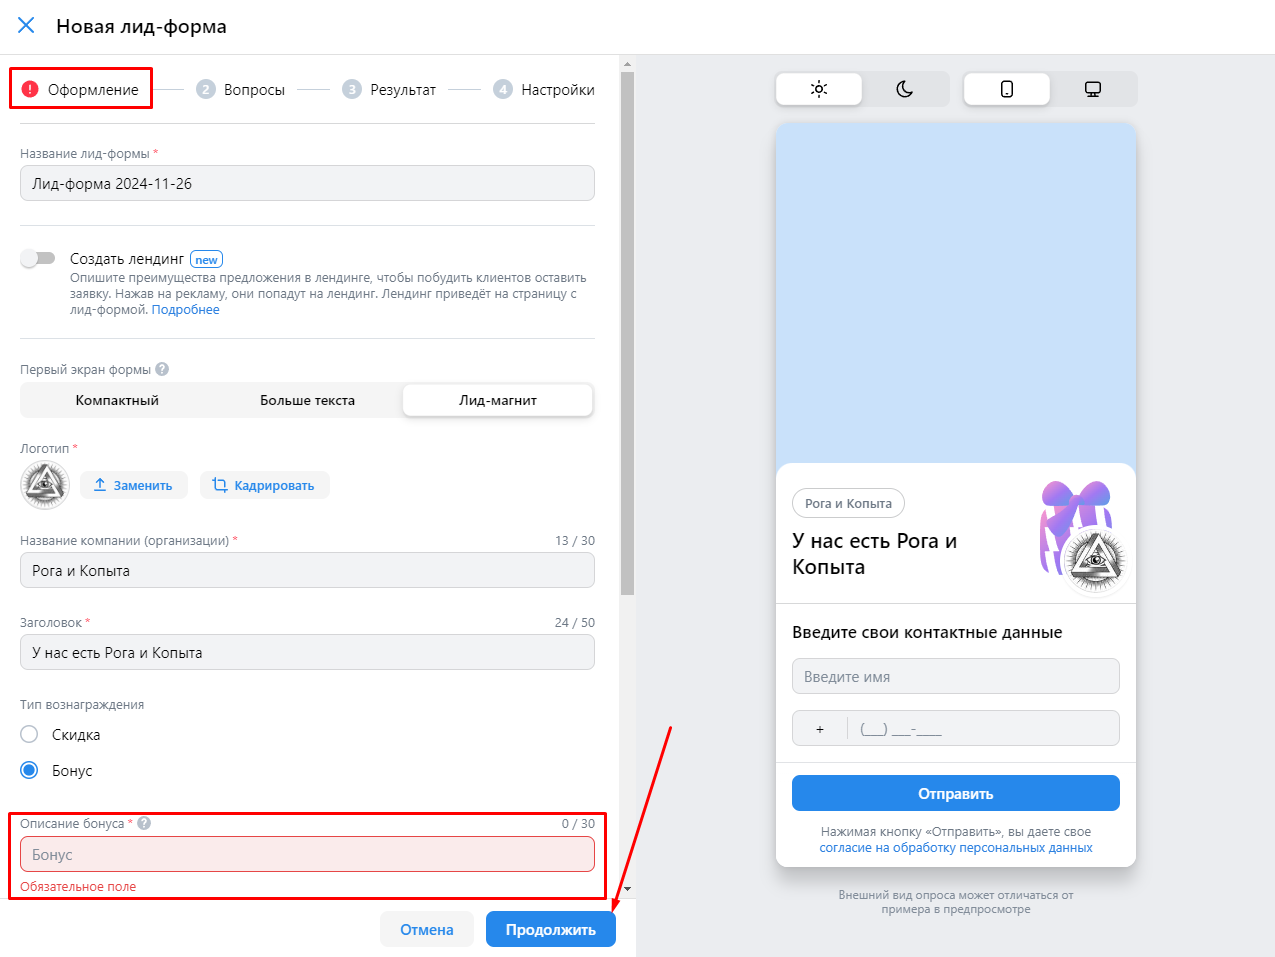 Новая лид-форма
! Оформление
2 Вопросы
3 Результат
4 Настройки
Название лид-формы *
Лид-форма 2024-11-26
Создать лендинг new
Опишите преимущества предложения в лендинге, чтобы побудить клиентов оставить
заявку. Нажав на рекламу, они попадут на лендинг. Лендинг приведёт на страницу с
лид-формой. Подробнее
Первый экран формы ?
Компактный
Больше текста
Лид-магнит
Логотип *
Заменить
Кадрировать
Название компании (организации) * 13 / 30
Рога и Копыта
Заголовок * 24 / 50
У нас есть Рога и Копыта
Тип вознаграждения
Скидка
Бонус
Описание бонуса * ? 0 / 30
Бонус
Обязательное поле
Отмена
Продолжить
Рога и Копыта
У нас есть Рога и
Копыта
Введите свои контактные данные
Введите имя
+ (___) ___-____
Отправить
Нажимая кнопку «Отправить», вы даете свое
согласие на обработку персональных данных
Внешний вид опроса может отличаться от
примера в предпросмотре